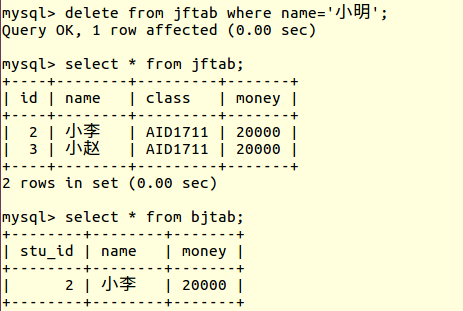 mysql> delete from jftab where name='小明';
Query OK, 1 row affected (0.00 sec)
mysql> select * from jftab;
+----+--------+---------+-------+
| id | name   | class   | money |
+----+--------+---------+-------+
|  2 | 小李   | AID1711 | 20000 |
|  3 | 小赵   | AID1711 | 20000 |
+----+--------+---------+-------+
2 rows in set (0.00 sec)
mysql> select * from bjtab;
+--------+--------+-------+
| stu_id | name   | money |
+--------+--------+-------+
|      2 | 小李   | 20000 |
+--------+--------+-------+